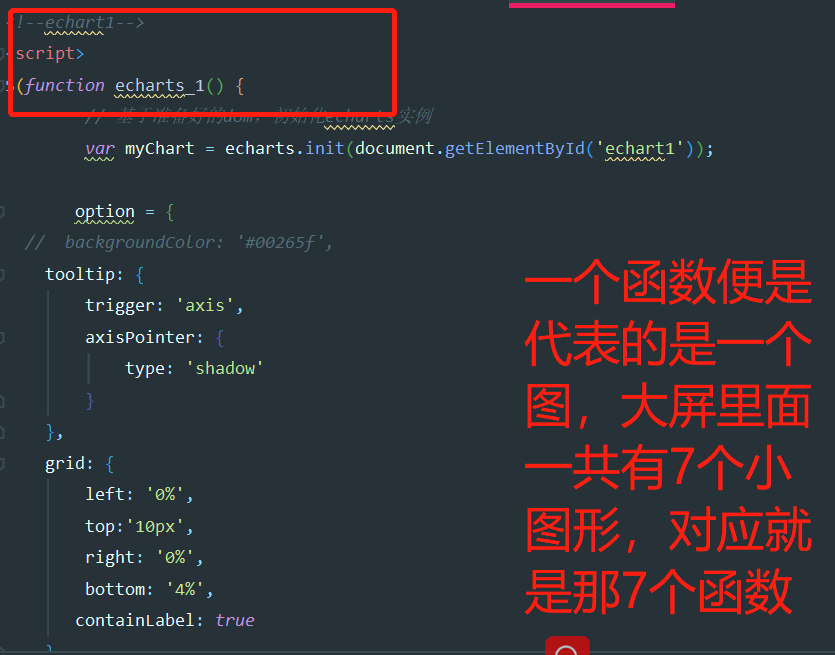 <!--echart1-->
<script>
(function echarts_1() {
// 基于准备好的dom，初始化echarts实例
var myChart = echarts.init(document.getElementById('echart1'));
option = {
//  backgroundColor: '#00265f',
tooltip: {
trigger: 'axis',
axisPointer: {
type: 'shadow'
}
},
grid: {
left: '0%',
top:'10px',
right: '0%',
bottom: '4%',
containLabel: true
一个函数便是
代表的是一个
图，大屏里面
一共有7个小
图形，对应就
是那7个函数